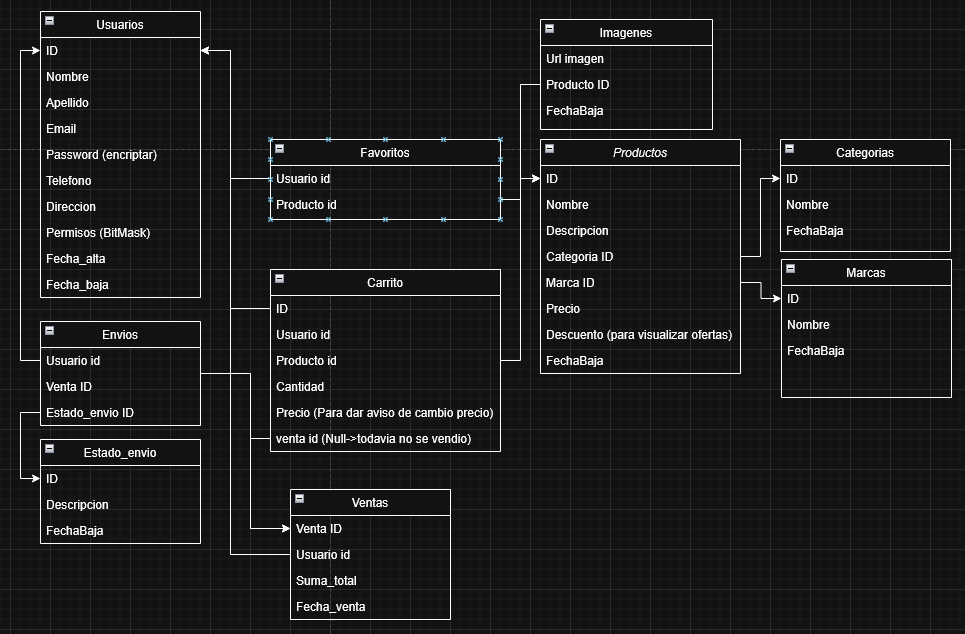 Usuarios
ID
Nombre
Apellido
Email
Password (encriptar)
Telefono
Direccion
Permisos (BitMask)
Fecha_alta
Fecha_baja
Envios
Usuario id
Venta ID
Estado_envio ID
Estado_envio
ID
Descripcion
FechaBaja
Favoritos
Usuario id
Producto id
Carrito
ID
Usuario id
Producto id
Cantidad
Precio (Para dar aviso de cambio precio)
venta id (Null->todavia no se vendio)
Ventas
Venta ID
Usuario id
Suma_total
Fecha_venta
Imagenes
Url imagen
Producto ID
FechaBaja
Productos
ID
Nombre
Descripcion
Categoria ID
Marca ID
Precio
Descuento (para visualizar ofertas)
FechaBaja
Categorias
ID
Nombre
FechaBaja
Marcas
ID
Nombre
FechaBaja